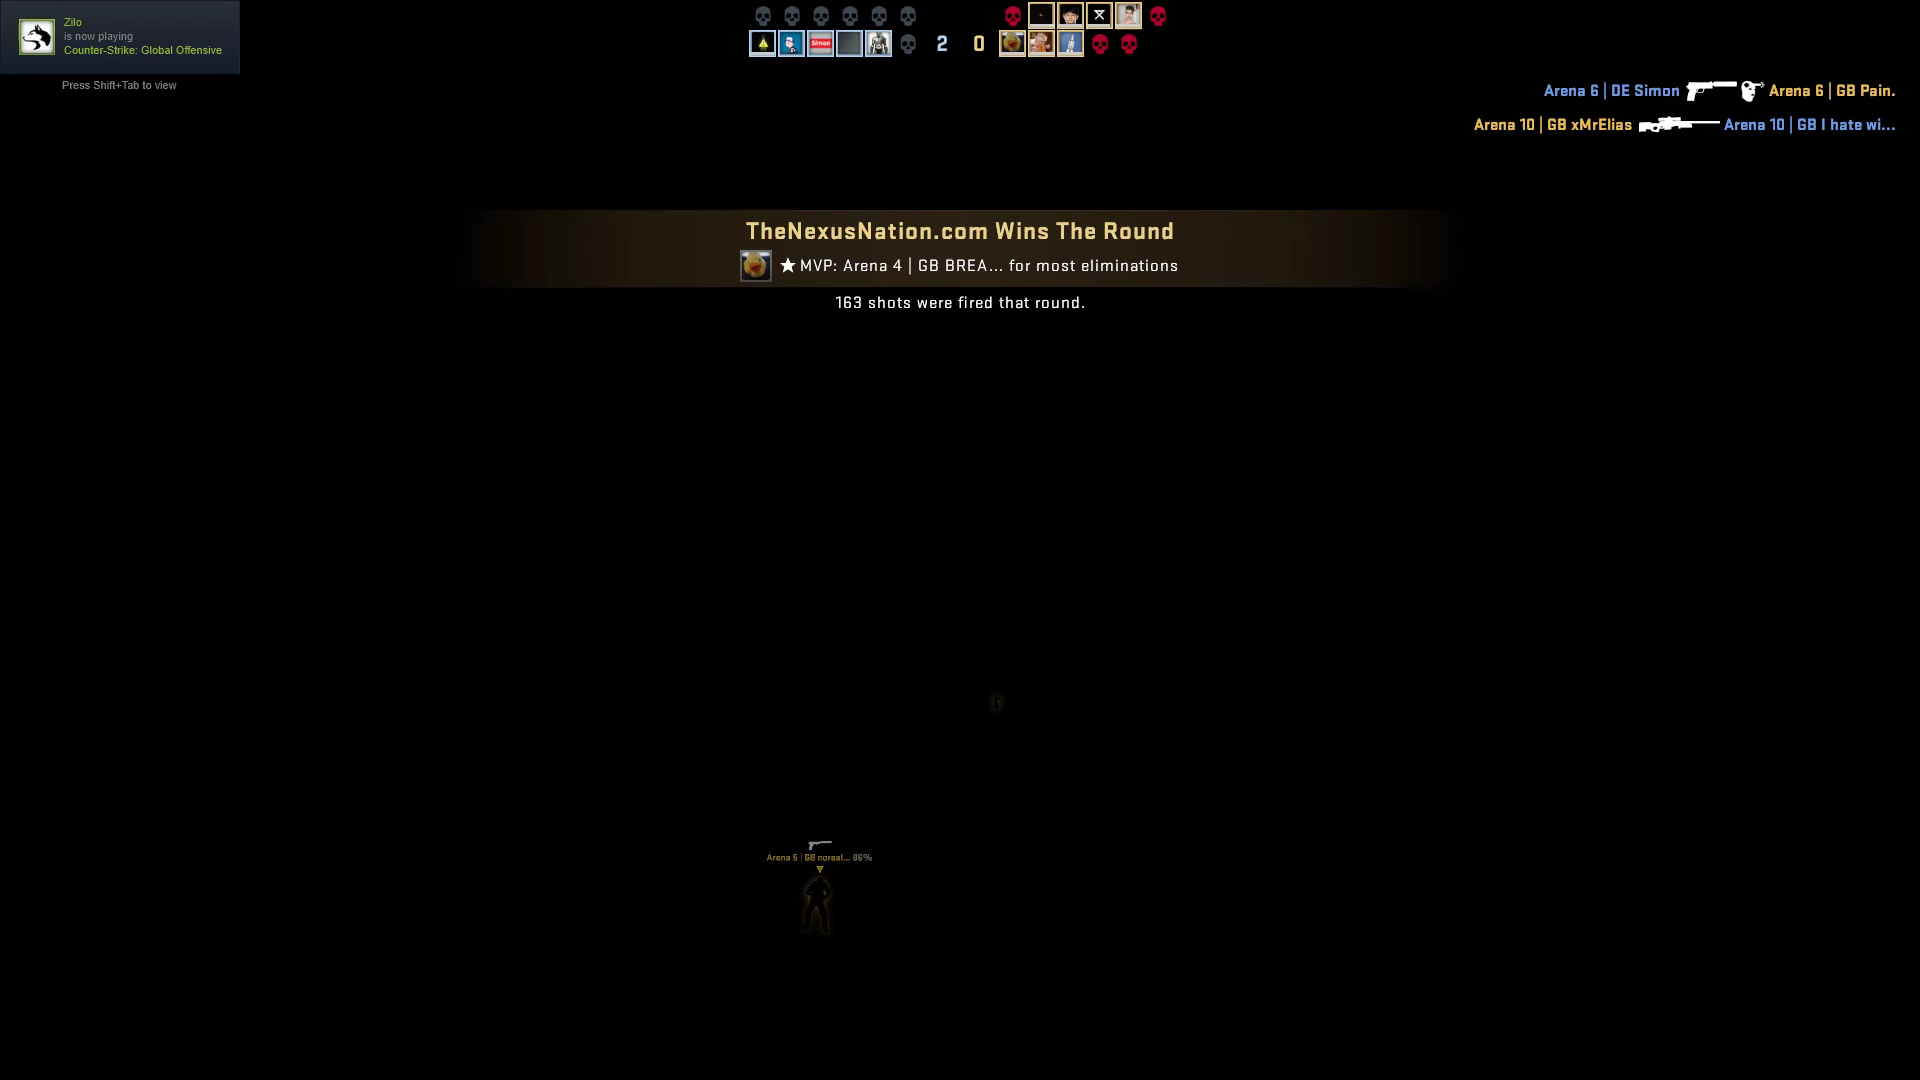 Zilo
is now playing
Counter-Strike: Global Offensive
Press Shift+Tab to view
Simon
2 0
Arena 6 | DE Simon Arena 6 | GB Pain.
Arena 10 | GB xMrElias Arena 10 | GB I hate wi...
TheNexusNation.com Wins The Round
MVP: Arena 4 | GB BREA... for most eliminations
163 shots were fired that round.
Arena 5 | GB noreal... 86%